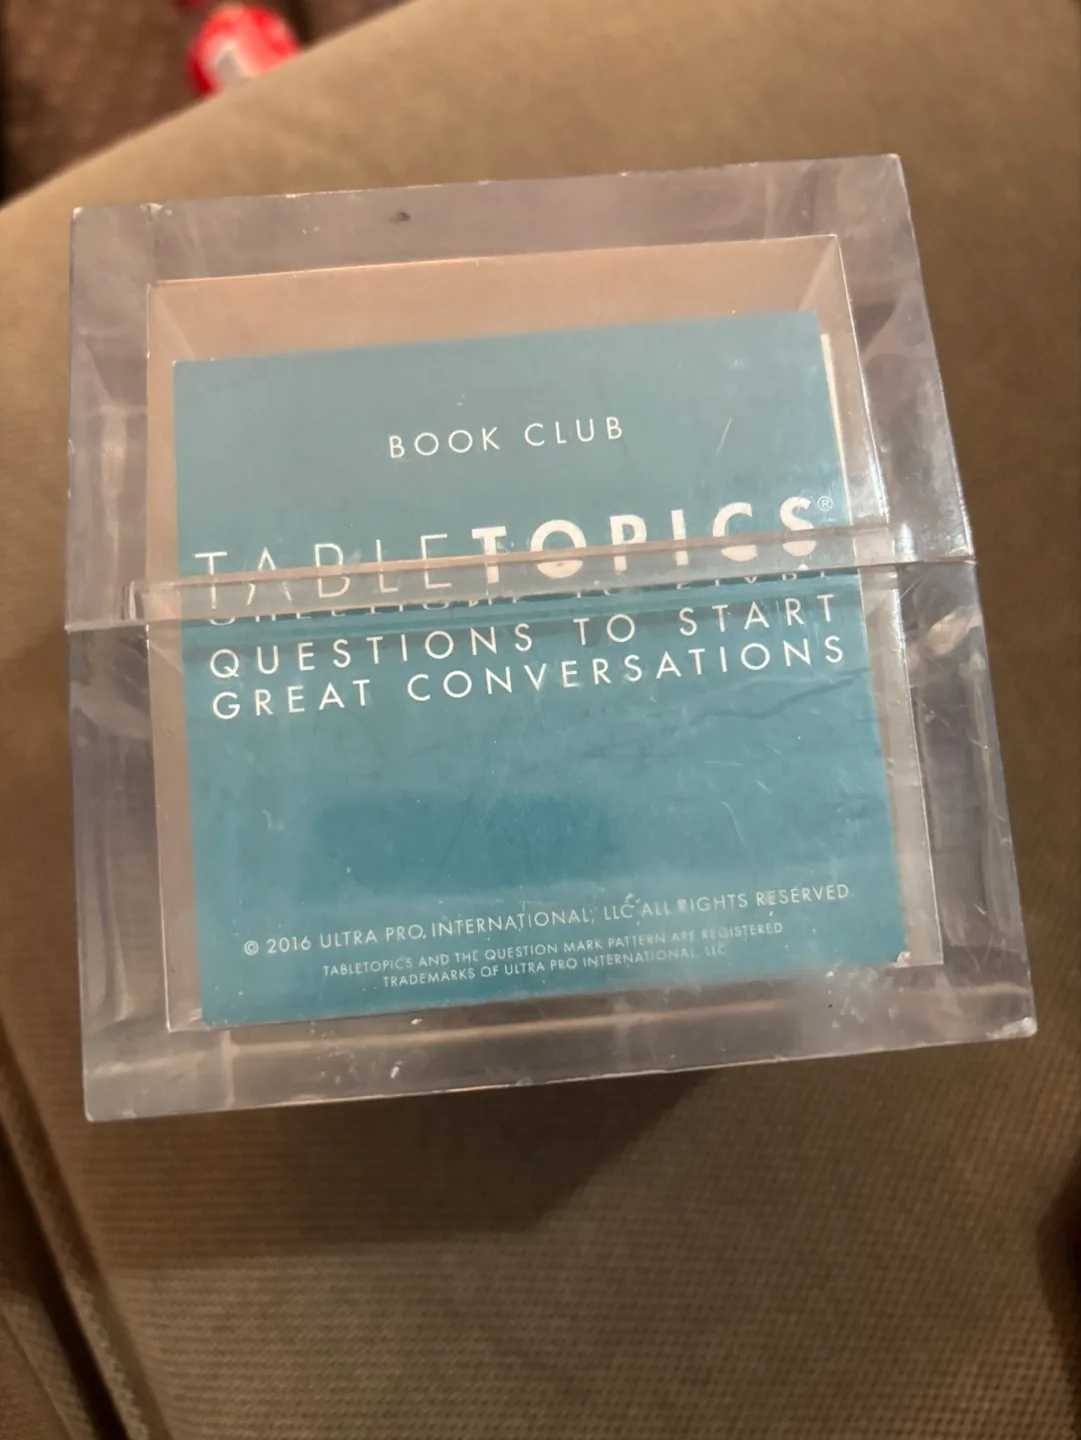 BOOK CLUB
TABLETOPICS®
QUESTIONS TO START
GREAT CONVERSATIONS
© 2016 ULTRA PRO INTERNATIONAL, LLC ALL RIGHTS RESERVED.
TABLETOPICS AND THE QUESTION MARK PATTERN ARE REGISTERED
TRADEMARKS OF ULTRA PRO INTERNATIONAL, LLC